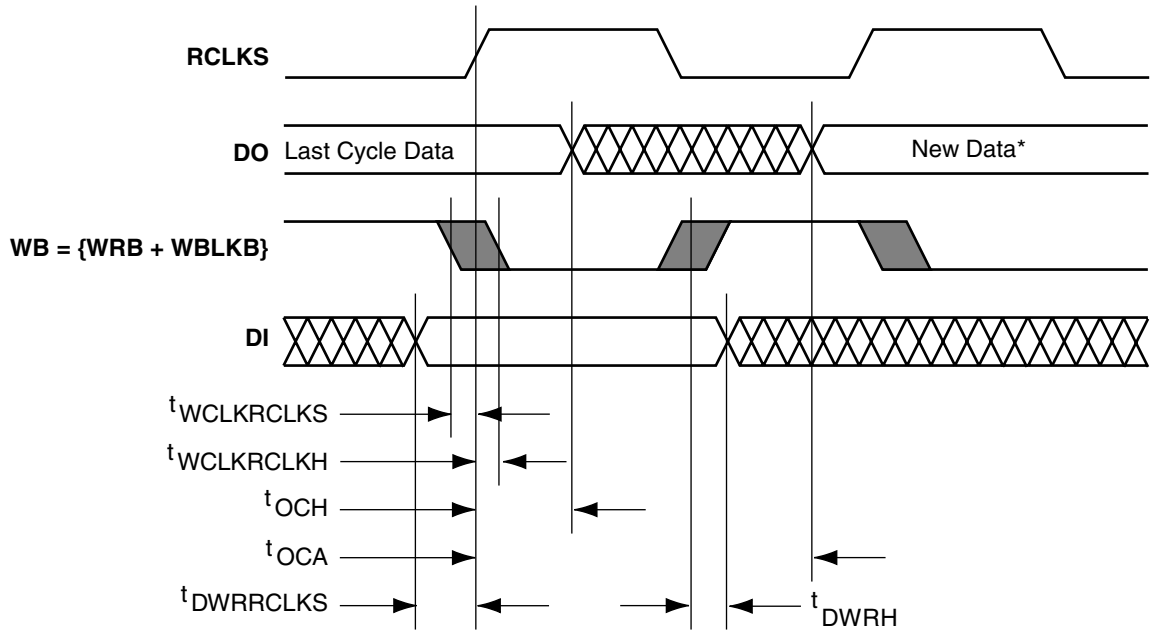 RCLKS
DO Last Cycle Data New Data*
WB = {WRB + WBLKB}
DI
tWCLKRCLKS
tWCLKRCLKH
tOCH
tOCA
tDWRRCLKS tDWRH